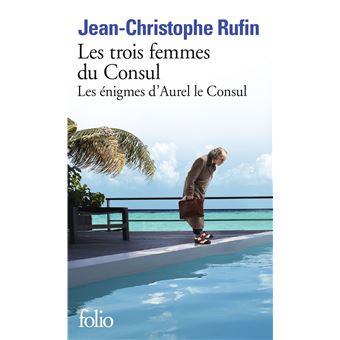 Jean-Christophe Rufin
Les trois femmes
du Consul
Les énigmes d'Aurel le Consul
folio